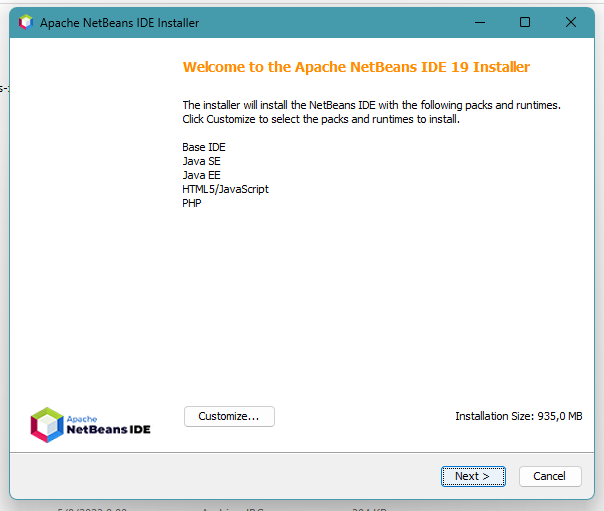 Apache NetBeans IDE Installer
Welcome to the Apache NetBeans IDE 19 Installer
The installer will install the NetBeans IDE with the following packs and runtimes.
Click Customize to select the packs and runtimes to install.
Base IDE
Java SE
Java EE
HTML5/JavaScript
PHP
Apache
NetBeans IDE
Customize...
Installation Size: 935,0 MB
Next >
Cancel